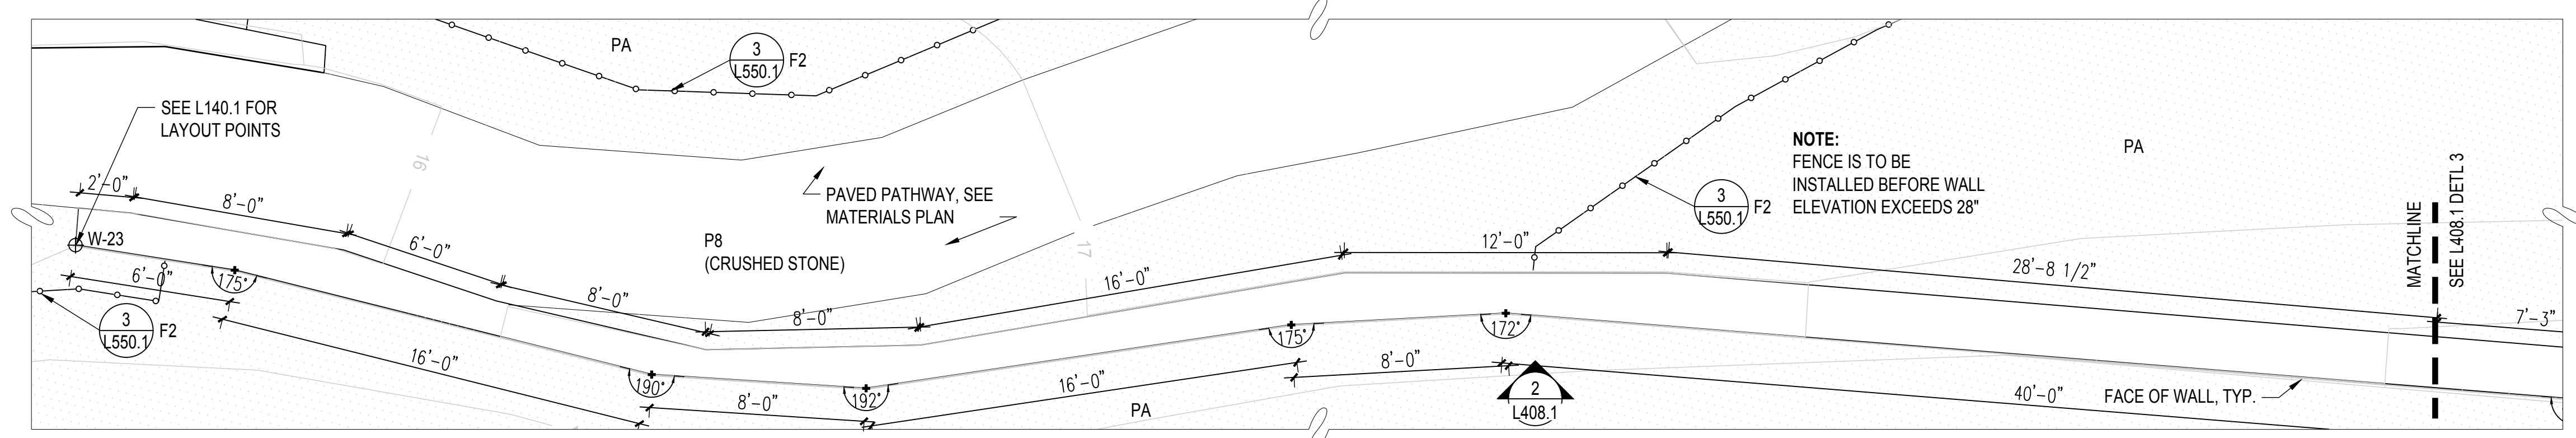 PA
3
L550.1
F2
SEE L140.1 FOR
LAYOUT POINTS
16
2'-0"
8'-0"
6'-0"
8'-0"
8'-0"
16'-0"
12'-0"
28'-8 1/2"
7'-3"
PAVED PATHWAY, SEE
MATERIALS PLAN
P8
(CRUSHED STONE)
17
NOTE:
FENCE IS TO BE
INSTALLED BEFORE WALL
ELEVATION EXCEEDS 28"
3
L550.1
F2
PA
MATCHLINE
SEE L408.1 DETL 3
W-23
6'-0"
175°
3
L550.1
F2
16'-0"
190°
8'-0"
192°
16'-0"
175°
8'-0"
172°
PA
2
L408.1
40'-0"
FACE OF WALL, TYP.